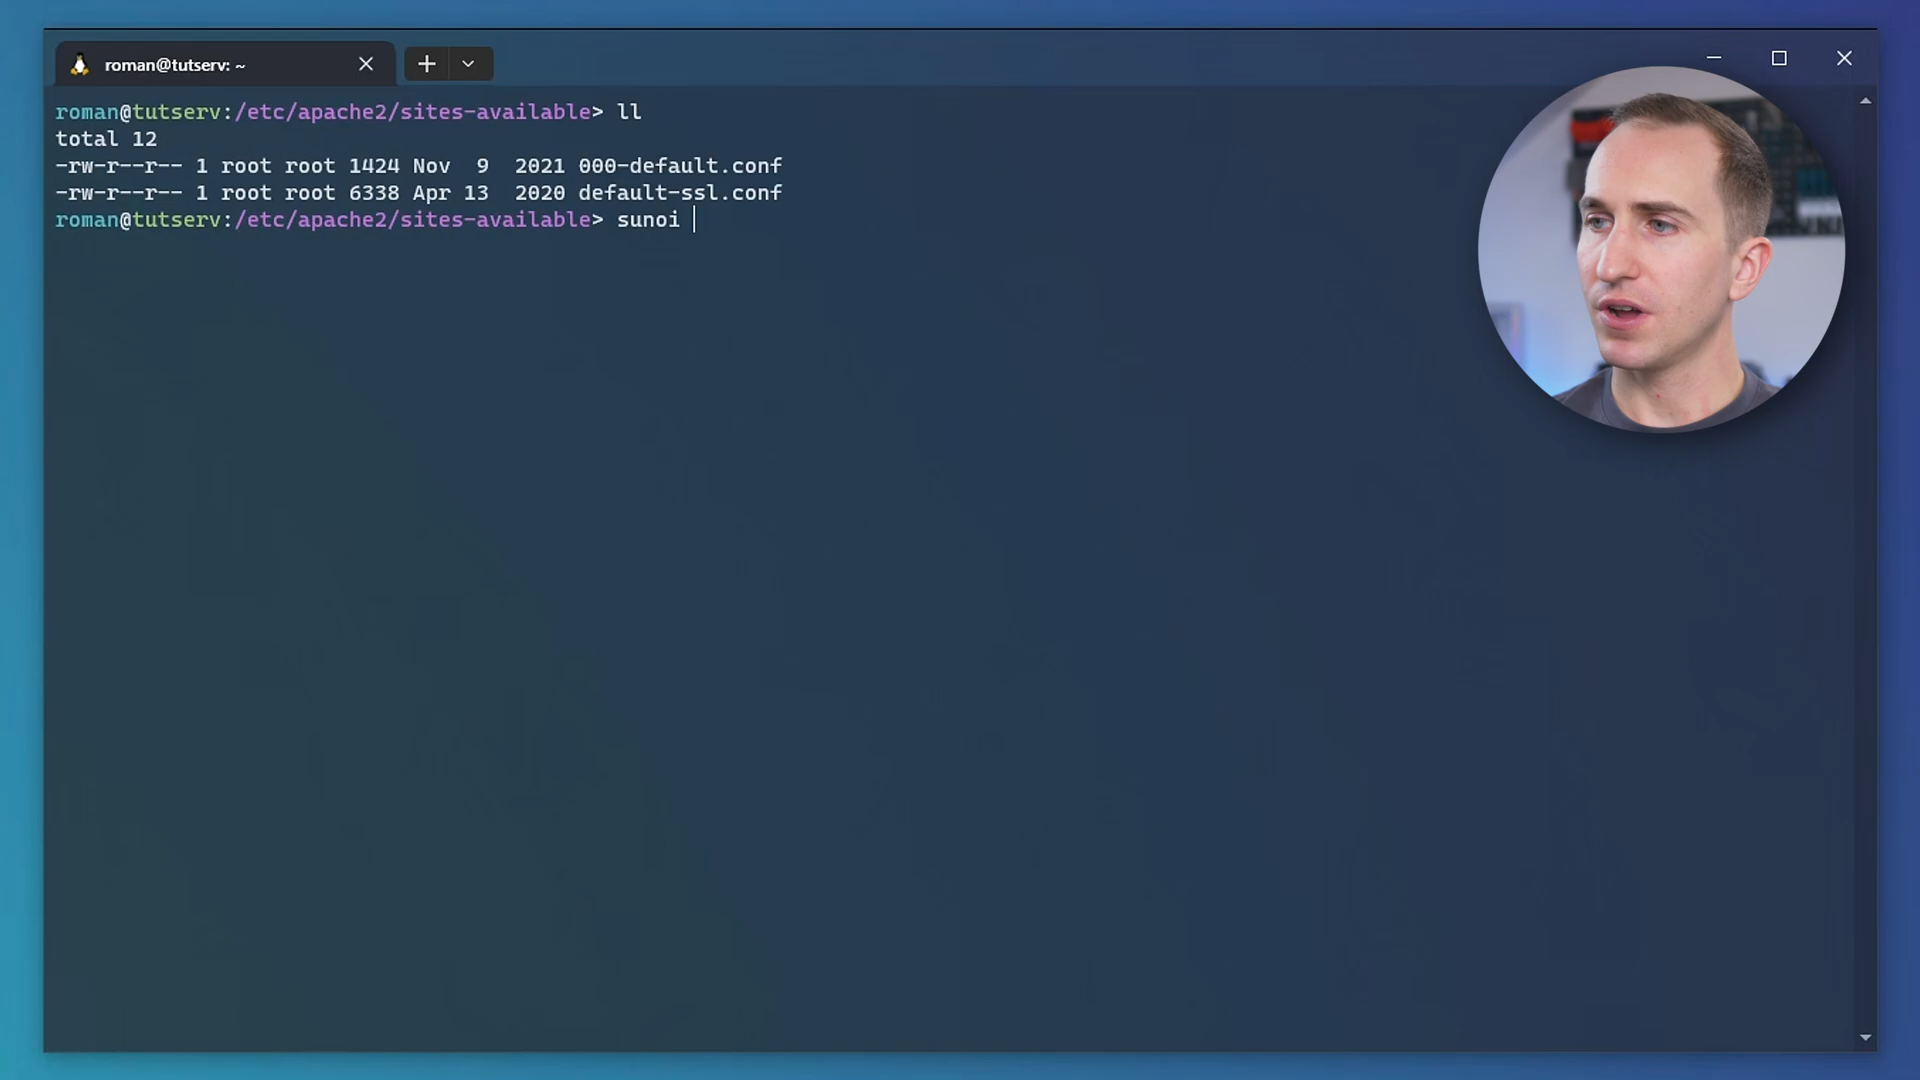 roman@tutserv: ~
roman@tutserv:/etc/apache2/sites-available> ll
total 12
-rw-r--r-- 1 root root 1424 Nov  9  2021 000-default.conf
-rw-r--r-- 1 root root 6338 Apr 13  2020 default-ssl.conf
roman@tutserv:/etc/apache2/sites-available> sunoi